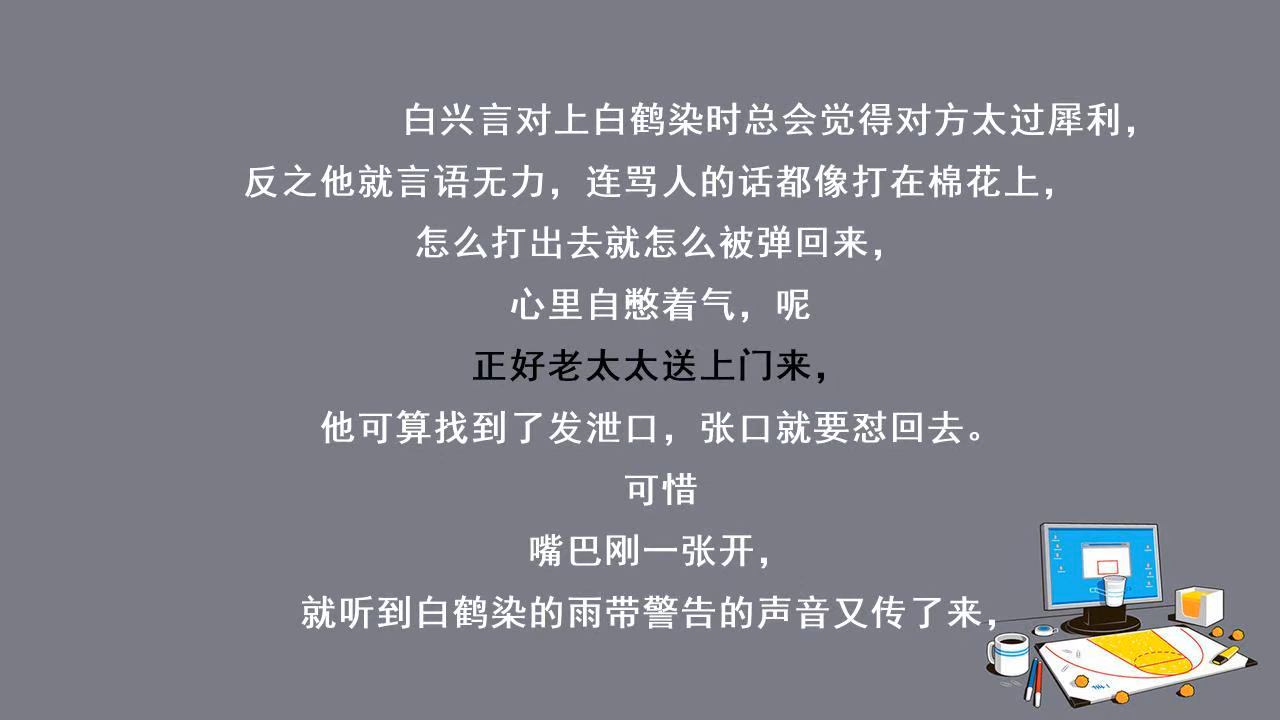 白兴言对上白鹤染时总会觉得对方太过犀利，
反之他就言语无力，连骂人的话都像打在棉花上，
怎么打出去就怎么被弹回来，
心里自憋着气，呢
正好老太太送上门来，
他可算找到了发泄口，张口就要怼回去。
可惜
嘴巴刚一张开，
就听到白鹤染的雨带警告的声音又传了来，